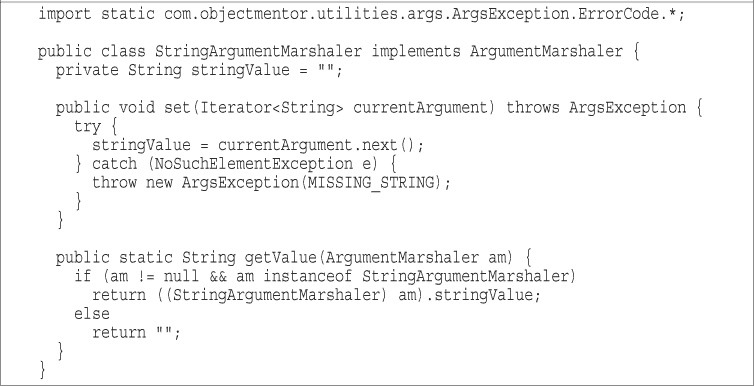 import static com.objectmentor.utilities.args.ArgsException.ErrorCode.*;

public class StringArgumentMarshaler implements ArgumentMarshaler {
  private String stringValue = "";

  public void set(Iterator<String> currentArgument) throws ArgsException {
    try {
      stringValue = currentArgument.next();
    } catch (NoSuchElementException e) {
      throw new ArgsException(MISSING_STRING);
    }
  }

  public static String getValue(ArgumentMarshaler am) {
    if (am != null && am instanceof StringArgumentMarshaler)
      return ((StringArgumentMarshaler) am).stringValue;
    else
      return "";
  }
}